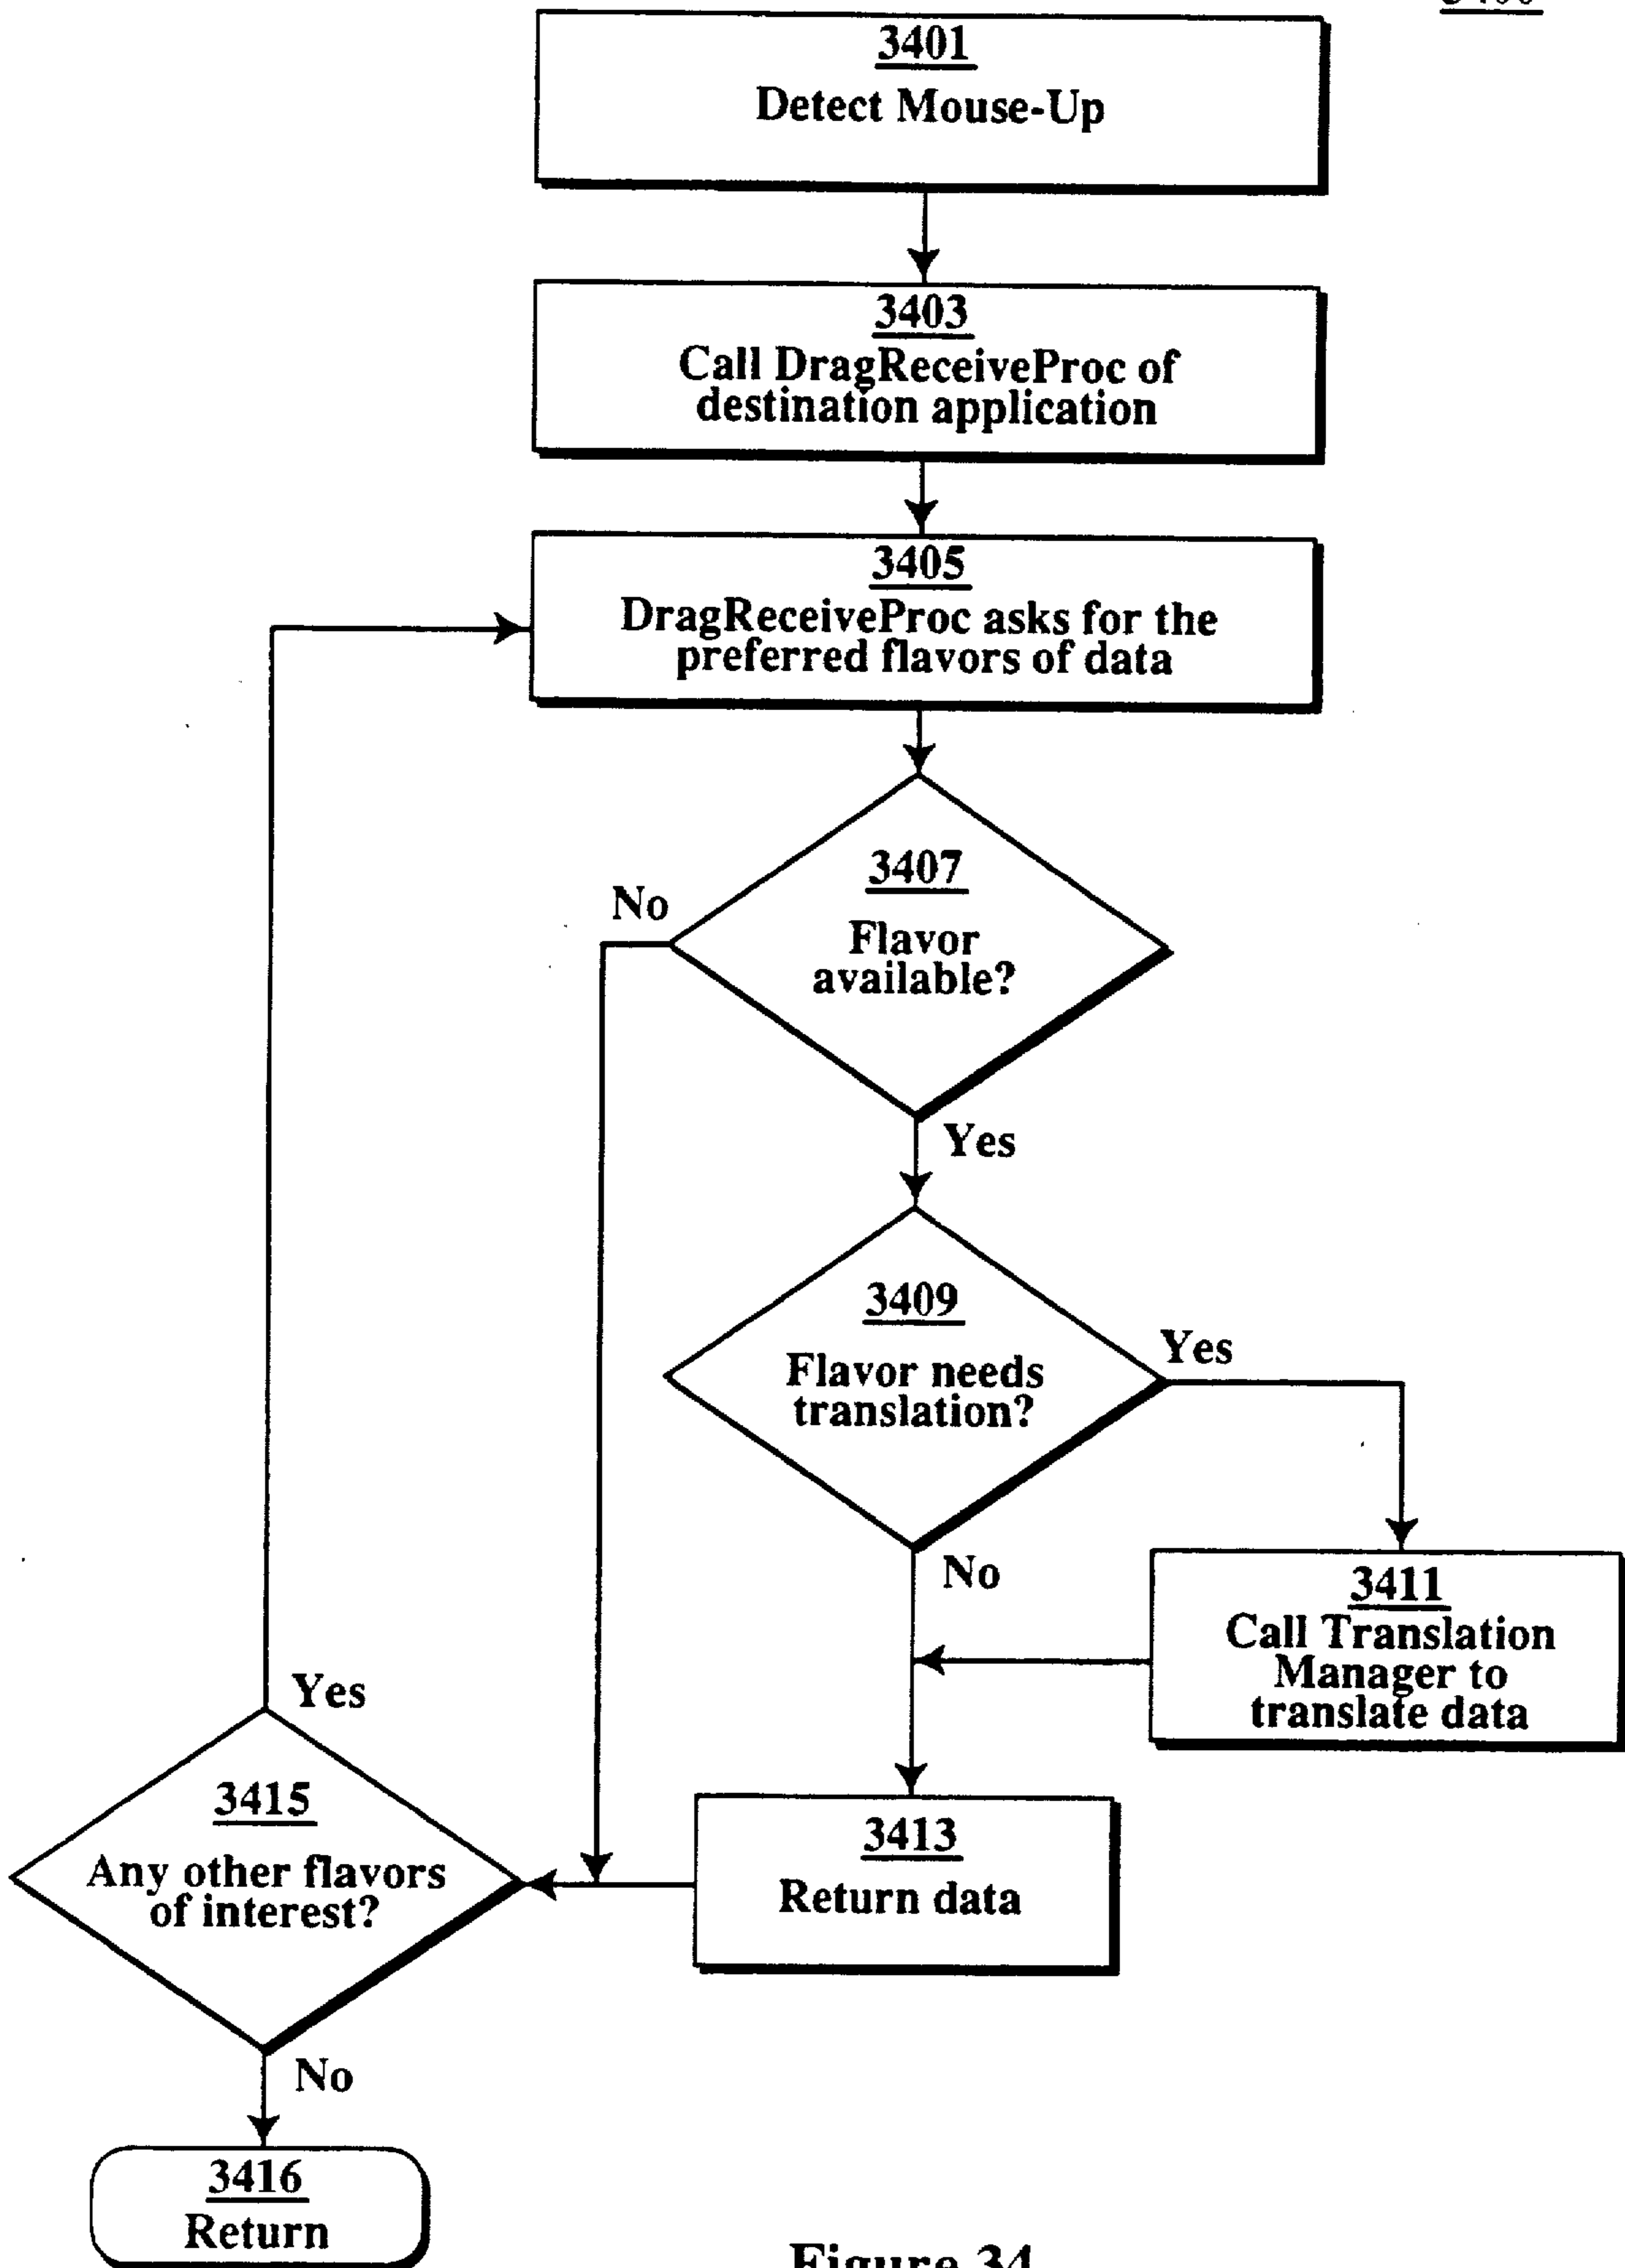 3401
Detect Mouse-Up
3403
Call DragReceiveProc of
destination application
3405
DragReceiveProc asks for the
preferred flavors of data
3407
Flavor
available?
No
Yes
3409
Flavor needs
translation?
Yes
No
3411
Call Translation
Manager to
translate data
3413
Return data
Yes
3415
Any other flavors
of interest?
No
3416
Return
Figure 34